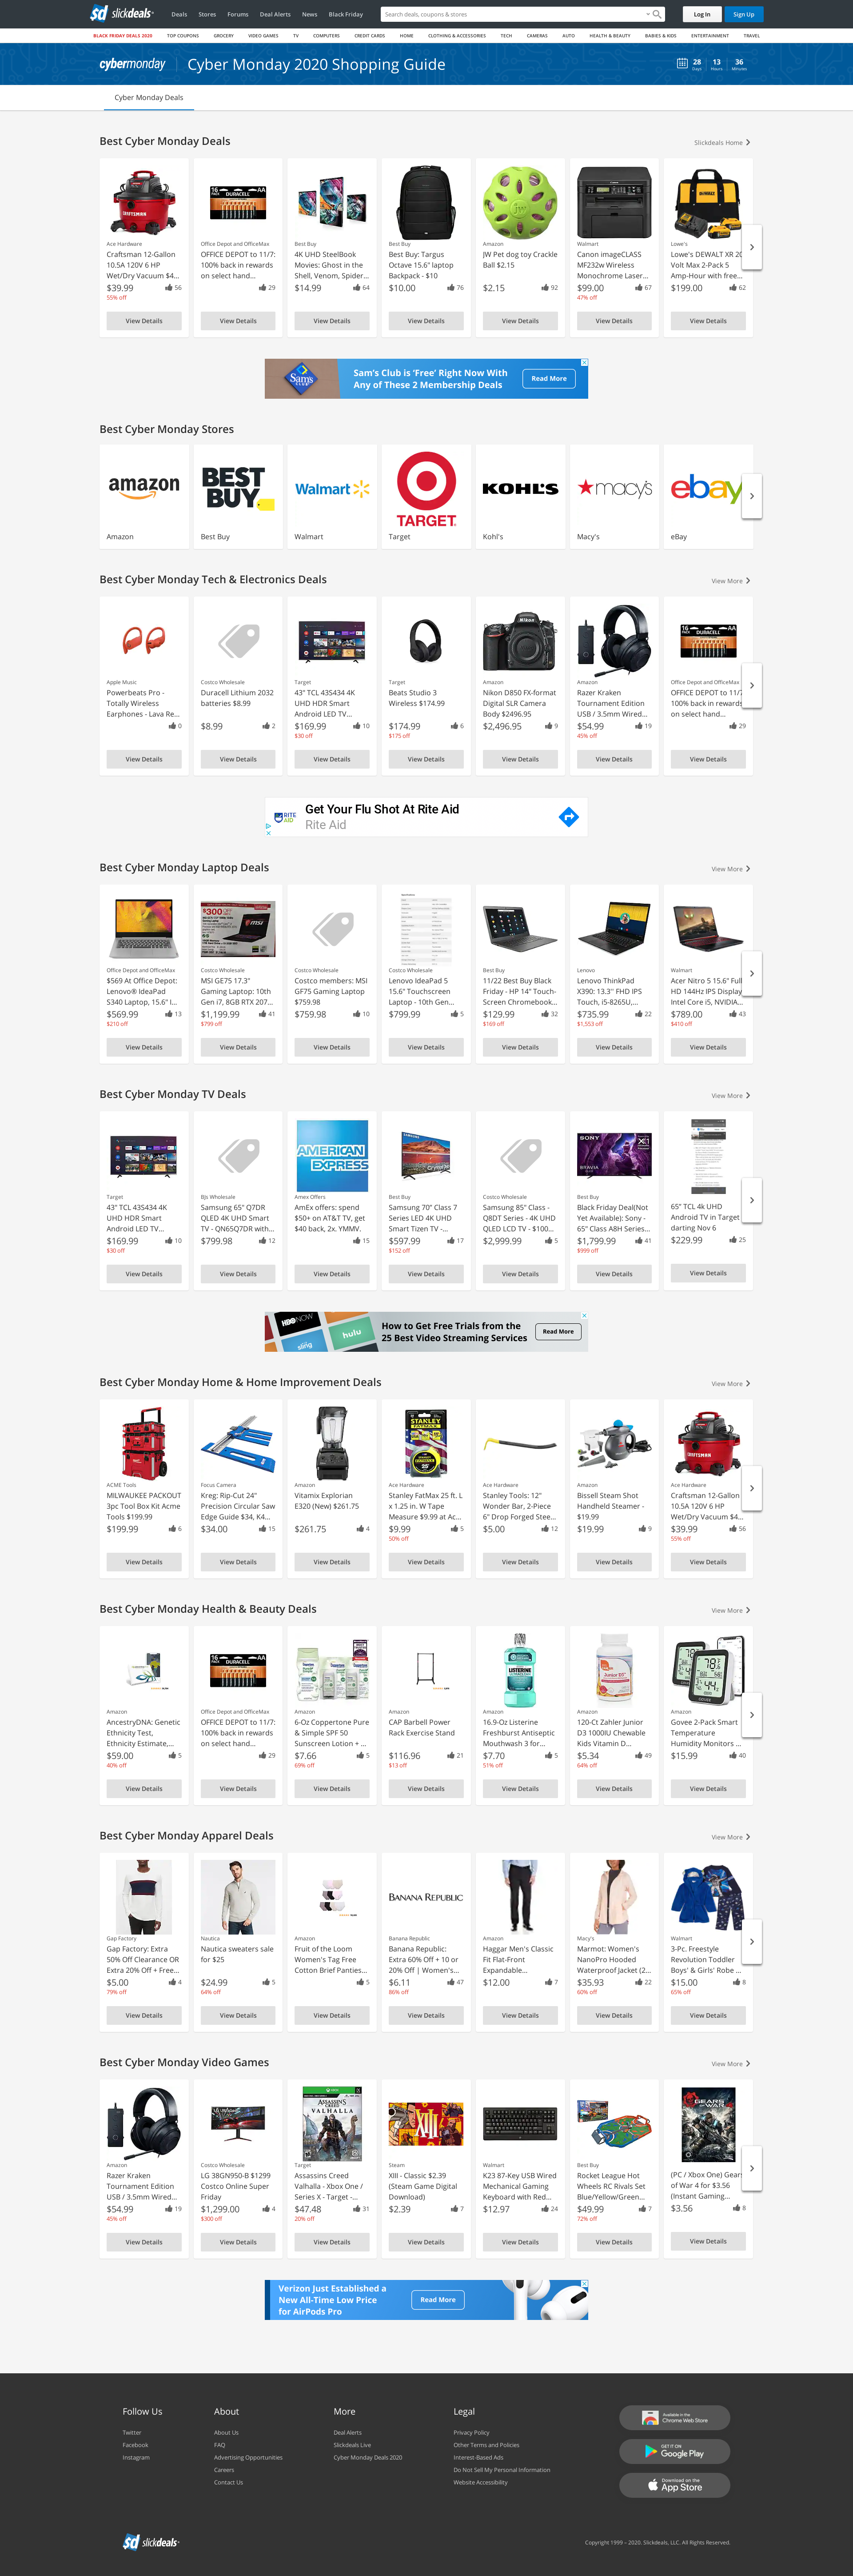 sd slickdeals
Deals
Stores
Forums
Deal Alerts
News
Black Friday
Search deals, coupons & stores
Log In
Sign Up
BLACK FRIDAY DEALS 2020
TOP COUPONS
GROCERY
VIDEO GAMES
TV
COMPUTERS
CREDIT CARDS
HOME
CLOTHING & ACCESSORIES
TECH
CAMERAS
AUTO
HEALTH & BEAUTY
BABIES & KIDS
ENTERTAINMENT
TRAVEL
cybermonday
Cyber Monday 2020 Shopping Guide
28 Days
13 Hours
36 Minutes
Cyber Monday Deals
Best Cyber Monday Deals
Slickdeals Home
Ace Hardware
Craftsman 12-Gallon
10.5A 120V 6 HP
Wet/Dry Vacuum $4...
$39.99 56
55% off
View Details
Office Depot and OfficeMax
OFFICE DEPOT to 11/7:
100% back in rewards
on select hand...
29
View Details
Best Buy
4K UHD SteelBook
Movies: Ghost in the
Shell, Venom, Spider...
$14.99 64
View Details
Best Buy
Best Buy: Targus
Octave 15.6" laptop
Backpack - $10
$10.00 76
View Details
Amazon
JW Pet dog toy Crackle
Ball $2.15
$2.15 92
View Details
Walmart
Canon imageCLASS
MF232w Wireless
Monochrome Laser...
$99.00 67
47% off
View Details
Lowe's
Lowe's DEWALT XR 20
Volt Max 2-Pack 5
Amp-Hour with free...
$199.00 62
View Details
Sam's Club is 'Free' Right Now With
Any of These 2 Membership Deals
Read More
Best Cyber Monday Stores
amazon
Amazon
BEST BUY
Best Buy
Walmart
Walmart
TARGET
Target
KOHL'S
Kohl's
macy's
Macy's
ebay
eBay
Best Cyber Monday Tech & Electronics Deals
View More
Apple Music
Powerbeats Pro -
Totally Wireless
Earphones - Lava Re...
0
View Details
Costco Wholesale
Duracell Lithium 2032
batteries $8.99
$8.99 2
View Details
Target
43" TCL 43S434 4K
UHD HDR Smart
Android LED TV...
$169.99 10
$30 off
View Details
Target
Beats Studio 3
Wireless $174.99
$174.99 6
$175 off
View Details
Amazon
Nikon D850 FX-format
Digital SLR Camera
Body $2496.95
$2,496.95 9
View Details
Amazon
Razer Kraken
Tournament Edition
USB / 3.5mm Wired...
$54.99 19
45% off
View Details
Office Depot and OfficeMax
OFFICE DEPOT to 11/7
100% back in rewards
on select hand...
29
View Details
RITE AID
Get Your Flu Shot At Rite Aid
Rite Aid
Best Cyber Monday Laptop Deals
View More
Office Depot and OfficeMax
$569 At Office Depot:
Lenovo® IdeaPad
S340 Laptop, 15.6" I...
$569.99 13
$210 off
View Details
Costco Wholesale
MSI GE75 17.3"
Gaming Laptop: 10th
Gen i7, 8GB RTX 207...
$1,199.99 41
$799 off
View Details
Costco Wholesale
Costco members: MSI
GF75 Gaming Laptop
$759.98
$759.98 10
View Details
Costco Wholesale
Lenovo IdeaPad 5
15.6" Touchscreen
Laptop - 10th Gen...
$799.99 5
View Details
Best Buy
11/22 Best Buy Black
Friday - HP 14" Touch-
Screen Chromebook...
$129.99 32
$169 off
View Details
Lenovo
Lenovo ThinkPad
X390: 13.3" FHD IPS
Touch, i5-8265U,...
$735.99 22
$1,553 off
View Details
Walmart
Acer Nitro 5 15.6" Full
HD 144Hz IPS Display
Intel Core i5, NVIDIA...
$789.00 43
$410 off
View Details
Best Cyber Monday TV Deals
View More
Target
43" TCL 43S434 4K
UHD HDR Smart
Android LED TV...
$169.99 10
$30 off
View Details
BJs Wholesale
Samsung 65" Q7DR
QLED 4K UHD Smart
TV - QN65Q7DR with...
$799.98 12
View Details
AMERICAN EXPRESS
Amex Offers
AmEx offers: spend
$50+ on AT&T TV, get
$40 back, 2x. YMMV.
15
View Details
Best Buy
Samsung 70" Class 7
Series LED 4K UHD
Smart Tizen TV -...
$597.99 17
$152 off
View Details
Costco Wholesale
Samsung 85" Class -
Q8DT Series - 4K UHD
QLED LCD TV - $100...
$2,999.99 5
View Details
Best Buy
Black Friday Deal(Not
Yet Available): Sony -
65" Class A8H Series...
$1,799.99 41
$999 off
View Details
65" TCL 4k UHD
Android TV in Target
darting Nov 6
$229.99 25
View Details
HBO NOW
hulu
sling
How to Get Free Trials from the
25 Best Video Streaming Services
Read More
Best Cyber Monday Home & Home Improvement Deals
View More
ACME Tools
MILWAUKEE PACKOUT
3pc Tool Box Kit Acme
Tools $199.99
$199.99 6
View Details
Focus Camera
Kreg: Rip-Cut 24"
Precision Circular Saw
Edge Guide $34, K4...
$34.00 15
View Details
Amazon
Vitamix Explorian
E320 (New) $261.75
$261.75 4
View Details
Ace Hardware
Stanley FatMax 25 ft. L
x 1.25 in. W Tape
Measure $9.99 at Ac...
$9.99 5
50% off
View Details
Ace Hardware
Stanley Tools: 12"
Wonder Bar, 2-Piece
6" Drop Forged Stee...
$5.00 12
View Details
Amazon
Bissell Steam Shot
Handheld Steamer -
$19.99
$19.99 9
View Details
Ace Hardware
Craftsman 12-Gallon
10.5A 120V 6 HP
Wet/Dry Vacuum $4...
$39.99 56
55% off
View Details
Best Cyber Monday Health & Beauty Deals
View More
Amazon
AncestryDNA: Genetic
Ethnicity Test,
Ethnicity Estimate,...
$59.00 5
40% off
View Details
Office Depot and OfficeMax
OFFICE DEPOT to 11/7:
100% back in rewards
on select hand...
29
View Details
Amazon
6-Oz Coppertone Pure
& Simple SPF 50
Sunscreen Lotion + ...
$7.66 5
69% off
View Details
Amazon
CAP Barbell Power
Rack Exercise Stand
$116.96 21
$13 off
View Details
Amazon
16.9-Oz Listerine
Freshburst Antiseptic
Mouthwash 3 for...
$7.70 5
51% off
View Details
Amazon
120-Ct Zahler Junior
D3 1000IU Chewable
Kids Vitamin D...
$5.34 49
64% off
View Details
Amazon
Govee 2-Pack Smart
Temperature
Humidity Monitors ...
$15.99 40
View Details
Best Cyber Monday Apparel Deals
View More
Gap Factory
Gap Factory: Extra
50% Off Clearance OR
Extra 20% Off + Free...
$5.00 4
79% off
View Details
Nautica
Nautica sweaters sale
for $25
$24.99 5
64% off
View Details
Amazon
Fruit of the Loom
Women's Tag Free
Cotton Brief Panties...
5
View Details
BANANA REPUBLIC
Banana Republic
Banana Republic:
Extra 60% Off + 10 or
20% Off | Women's...
$6.11 47
86% off
View Details
Amazon
Haggar Men's Classic
Fit Flat-Front
Expandable...
$12.00 7
View Details
Macy's
Marmot: Women's
NanoPro Hooded
Waterproof Jacket (2...
$35.93 22
60% off
View Details
Walmart
3-Pc. Freestyle
Revolution Toddler
Boys' & Girls' Robe ...
$15.00 8
65% off
View Details
Best Cyber Monday Video Games
View More
Amazon
Razer Kraken
Tournament Edition
USB / 3.5mm Wired...
$54.99 19
45% off
View Details
Costco Wholesale
LG 38GN950-B $1299
Costco Online Super
Friday
$1,299.00 4
$300 off
View Details
Target
Assassins Creed
Valhalla - Xbox One /
Series X - Target -...
$47.48 31
20% off
View Details
Steam
XIII - Classic $2.39
(Steam Game Digital
Download)
$2.39 7
View Details
Walmart
K23 87-Key USB Wired
Mechanical Gaming
Keyboard with Red...
$12.97 24
View Details
Best Buy
Rocket League Hot
Wheels RC Rivals Set
Blue/Yellow/Green...
$49.99 7
72% off
View Details
(PC / Xbox One) Gears
of War 4 for $3.56
(Instant Gaming...
$3.56 8
View Details
Verizon Just Established a
New All-Time Low Price
for AirPods Pro
Read More
Follow Us
Twitter
Facebook
Instagram
About
About Us
FAQ
Advertising Opportunities
Careers
Contact Us
More
Deal Alerts
Slickdeals Live
Cyber Monday Deals 2020
Legal
Privacy Policy
Other Terms and Policies
Interest-Based Ads
Do Not Sell My Personal Information
Website Accessibility
Available in the
Chrome Web Store
GET IT ON
Google Play
Download on the
App Store
sd slickdeals
Copyright 1999 – 2020. Slickdeals, LLC. All Rights Reserved.